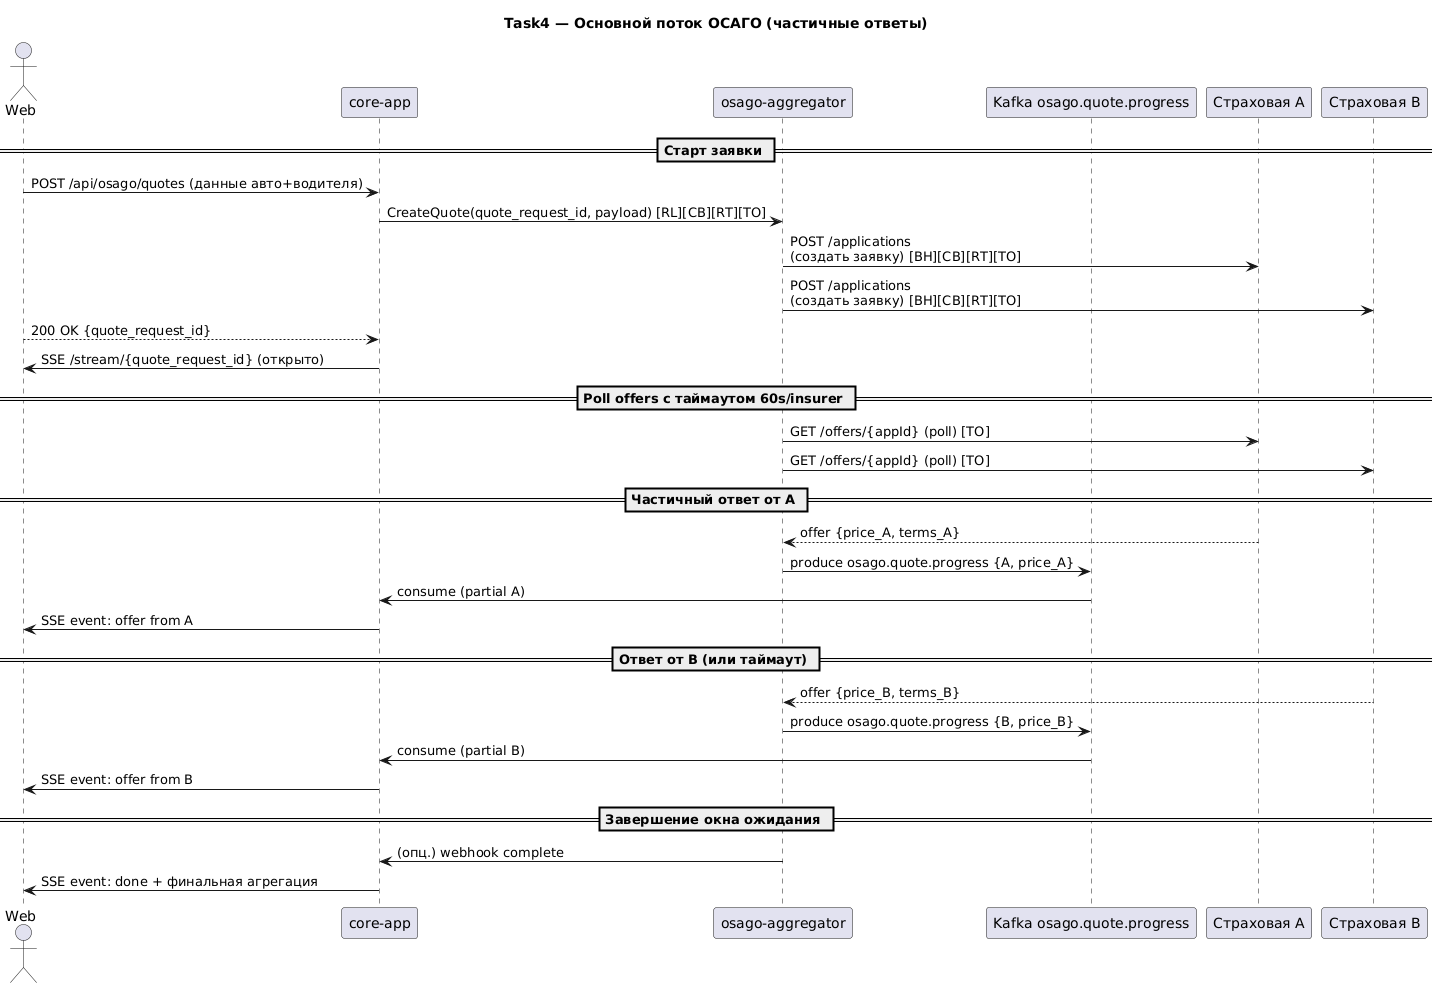 Task4 — Основной поток ОСАГО (частичные ответы)
Web
core-app
osago-aggregator
Kafka osago.quote.progress
Страховая A
Страховая B
Старт заявки
POST /api/osago/quotes (данные авто+водителя)
CreateQuote(quote_request_id, payload) [RL][CB][RT][TO]
POST /applications
(создать заявку) [BH][CB][RT][TO]
POST /applications
(создать заявку) [BH][CB][RT][TO]
200 OK {quote_request_id}
SSE /stream/{quote_request_id} (открыто)
Poll offers с таймаутом 60s/insurer
GET /offers/{appId} (poll) [TO]
GET /offers/{appId} (poll) [TO]
Частичный ответ от A
offer {price_A, terms_A}
produce osago.quote.progress {A, price_A}
consume (partial A)
SSE event: offer from A
Ответ от B (или таймаут)
offer {price_B, terms_B}
produce osago.quote.progress {B, price_B}
consume (partial B)
SSE event: offer from B
Завершение окна ожидания
(опц.) webhook complete
SSE event: done + финальная агрегация
Web
core-app
osago-aggregator
Kafka osago.quote.progress
Страховая A
Страховая B